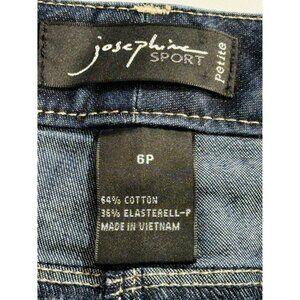 josephine
SPORT
petite
6P
64% COTTON
36% ELASTERELL-P
MADE IN VIETNAM